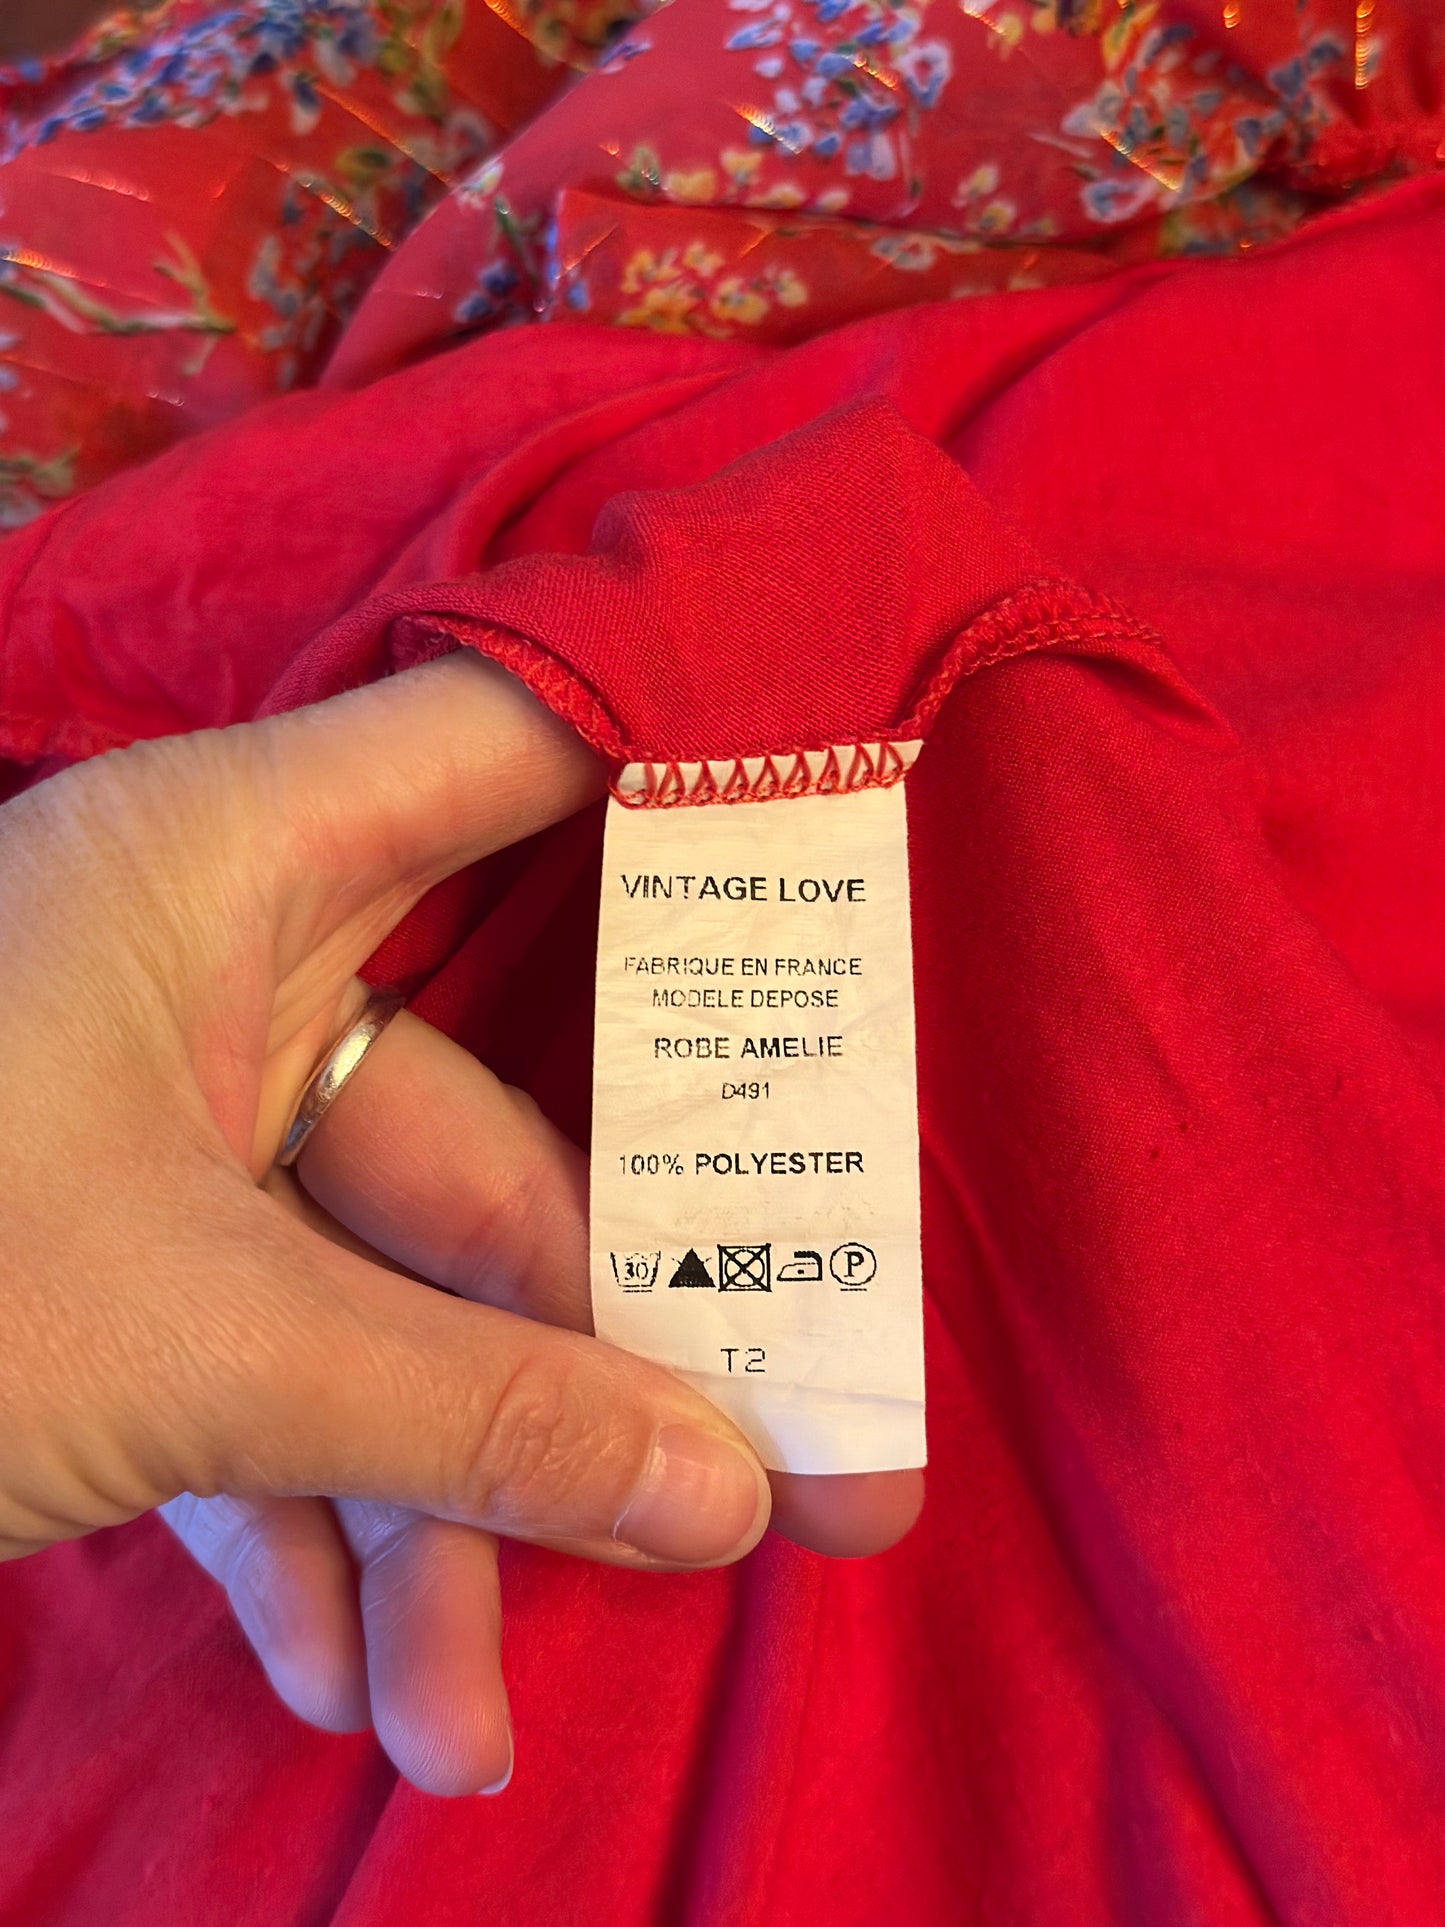 VINTAGE LOVE
FABRIQUE EN FRANCE
MODELE DEPOSE
ROBE AMELIE
D491
100% POLYESTER
30 P
T2